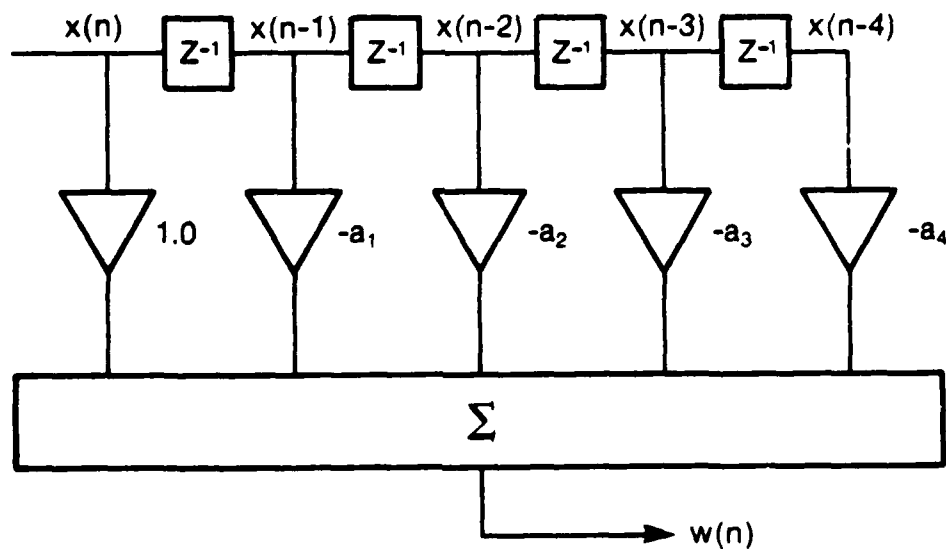 x(n) x(n-1) x(n-2) x(n-3) x(n-4)
Z⁻¹ Z⁻¹ Z⁻¹ Z⁻¹
1.0 -a₁ -a₂ -a₃ -a₄
Σ
w(n)